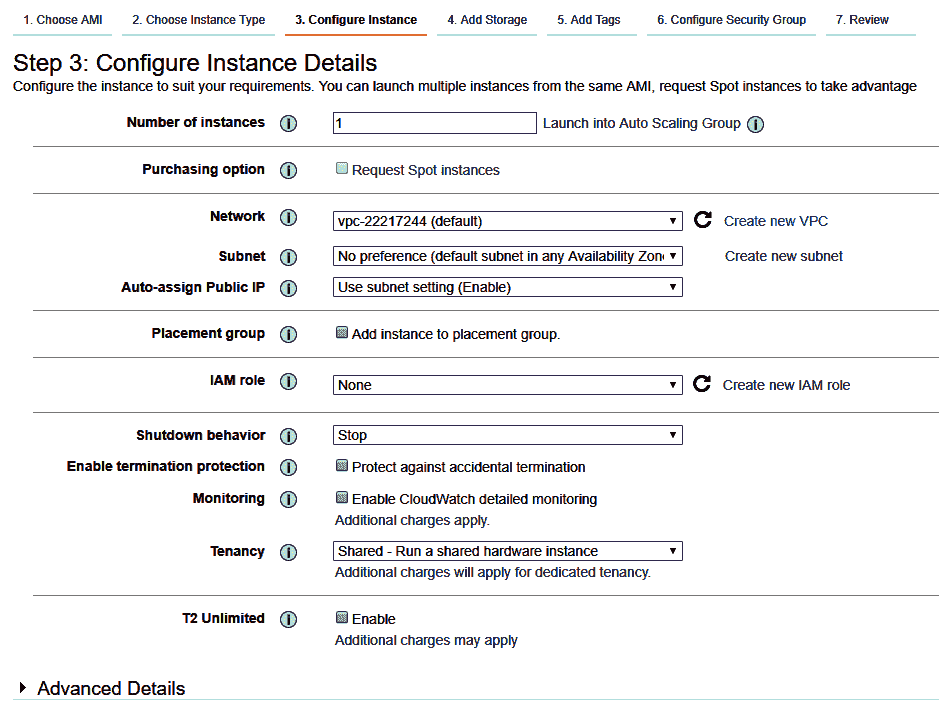 1. Choose AMI 2. Choose Instance Type 3. Configure Instance 4. Add Storage 5. Add Tags 6. Configure Security Group 7. Review
Step 3: Configure Instance Details
Configure the instance to suit your requirements. You can launch multiple instances from the same AMI, request Spot instances to take advantage
Number of instances i 1 Launch into Auto Scaling Group i
Purchasing option i Request Spot instances
Network i vpc-22217244 (default) Create new VPC
Subnet i No preference (default subnet in any Availability Zone Create new subnet
Auto-assign Public IP i Use subnet setting (Enable)
Placement group i Add instance to placement group.
IAM role i None Create new IAM role
Shutdown behavior i Stop
Enable termination protection i Protect against accidental termination
Monitoring i Enable CloudWatch detailed monitoring
Additional charges apply.
Tenancy i Shared - Run a shared hardware instance
Additional charges will apply for dedicated tenancy.
T2 Unlimited i Enable
Additional charges may apply
Advanced Details